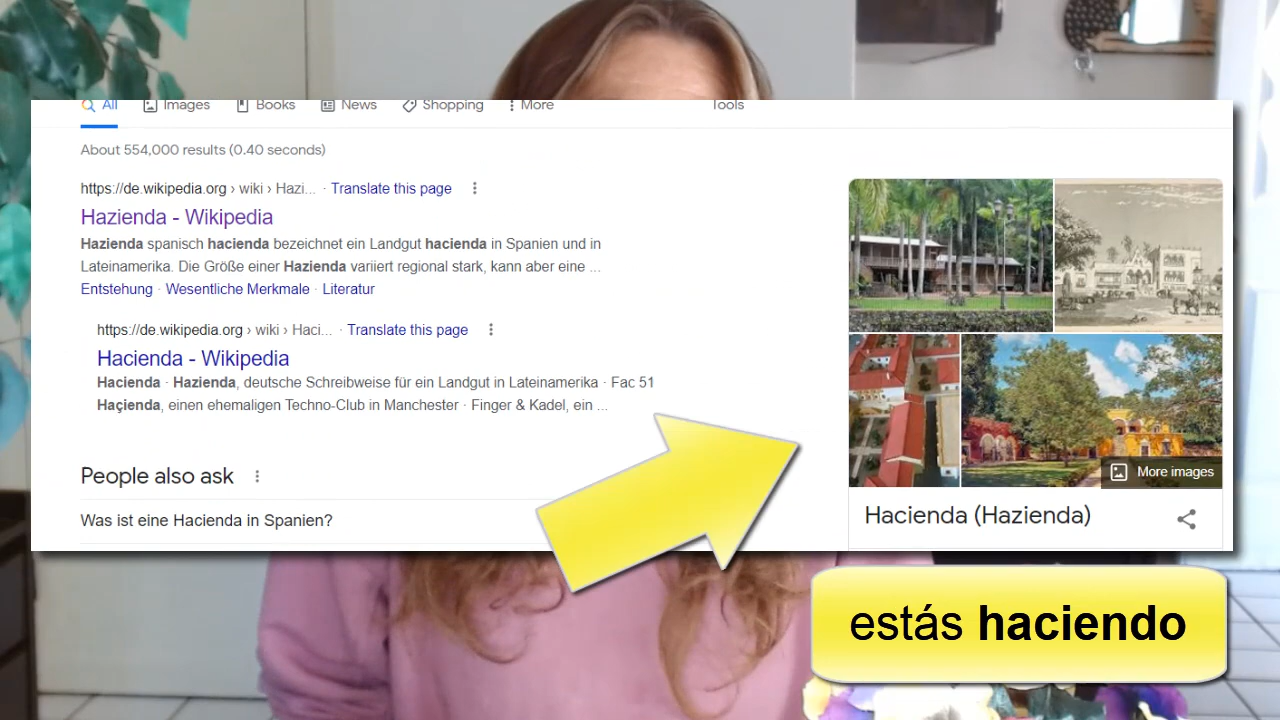 All Images Books News Shopping More Tools
About 554,000 results (0.40 seconds)
https://de.wikipedia.org › wiki › Hazi... · Translate this page
Hazienda - Wikipedia
Hazienda spanisch hacienda bezeichnet ein Landgut hacienda in Spanien und in
Lateinamerika. Die Größe einer Hazienda variiert regional stark, kann aber eine ...
Entstehung · Wesentliche Merkmale · Literatur
https://de.wikipedia.org › wiki › Haci... · Translate this page
Hacienda - Wikipedia
Hacienda · Hazienda, deutsche Schreibweise für ein Landgut in Lateinamerika · Fac 51
Haçienda, einen ehemaligen Techno-Club in Manchester · Finger & Kadel, ein ...
People also ask
Was ist eine Hacienda in Spanien?
More images
Hacienda (Hazienda)
estás haciendo